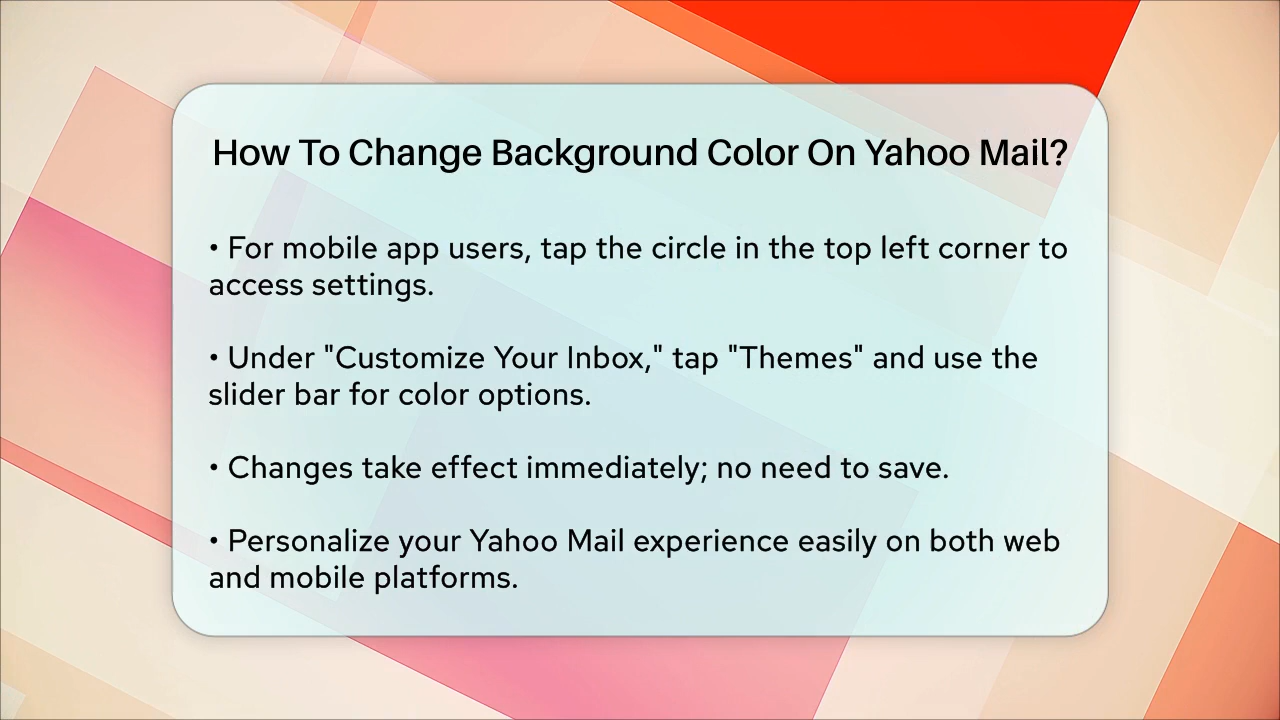 How To Change Background Color On Yahoo Mail?
• For mobile app users, tap the circle in the top left corner to
access settings.
• Under "Customize Your Inbox," tap "Themes" and use the
slider bar for color options.
• Changes take effect immediately; no need to save.
• Personalize your Yahoo Mail experience easily on both web
and mobile platforms.